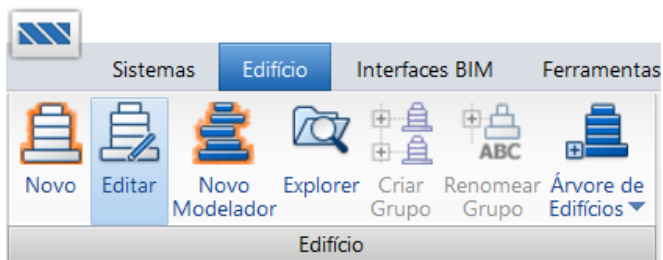 Sistemas Edifício Interfaces BIM Ferramentas
ABC
Novo Editar Novo Explorer Criar Renomear Árvore de
Modelador Grupo Grupo Edifícios
Edifício